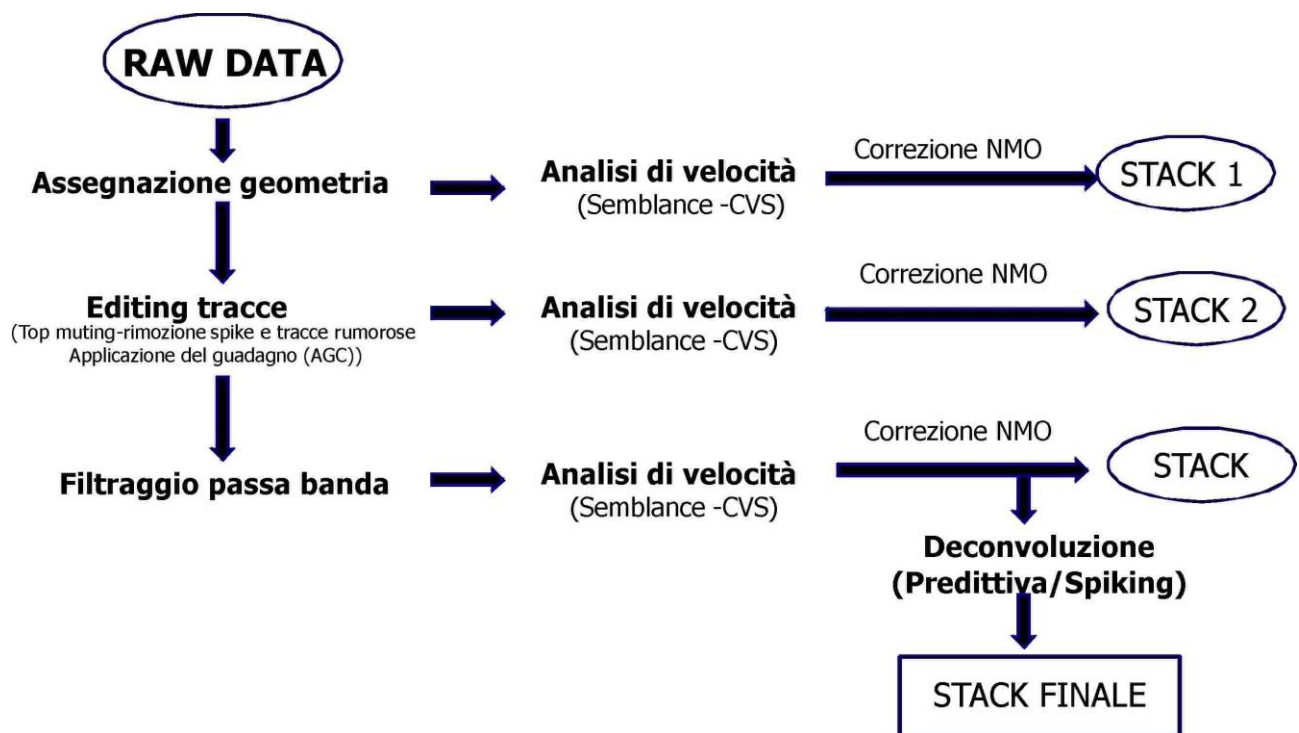 RAW DATA
Assegnazione geometria
Analisi di velocità
(Semblance -CVS)
Correzione NMO
STACK 1
Editing tracce
(Top muting-rimozione spike e tracce rumorose
Applicazione del guadagno (AGC))
Analisi di velocità
(Semblance -CVS)
Correzione NMO
STACK 2
Filtraggio passa banda
Analisi di velocità
(Semblance -CVS)
Correzione NMO
STACK
Deconvoluzione
(Predittiva/Spiking)
STACK FINALE